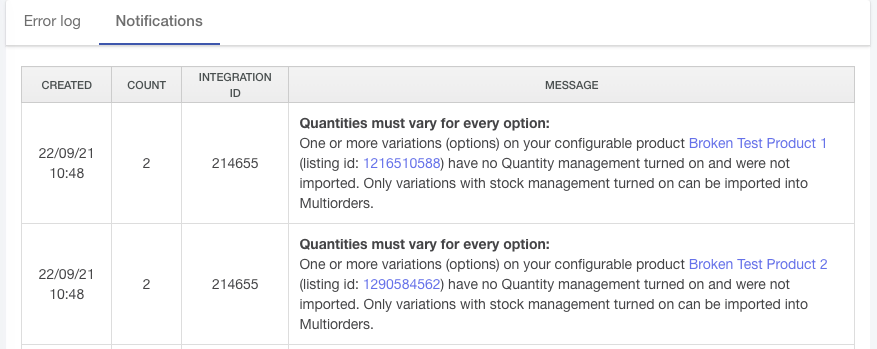 Error log
Notifications
CREATED
COUNT
INTEGRATION
ID
MESSAGE
22/09/21
10:48
2
214655
Quantities must vary for every option:
One or more variations (options) on your configurable product Broken Test Product 1
(listing id: 1216510588) have no Quantity management turned on and were not
imported. Only variations with stock management turned on can be imported into
Multiorders.
22/09/21
10:48
2
214655
Quantities must vary for every option:
One or more variations (options) on your configurable product Broken Test Product 2
(listing id: 1290584562) have no Quantity management turned on and were not
imported. Only variations with stock management turned on can be imported into
Multiorders.